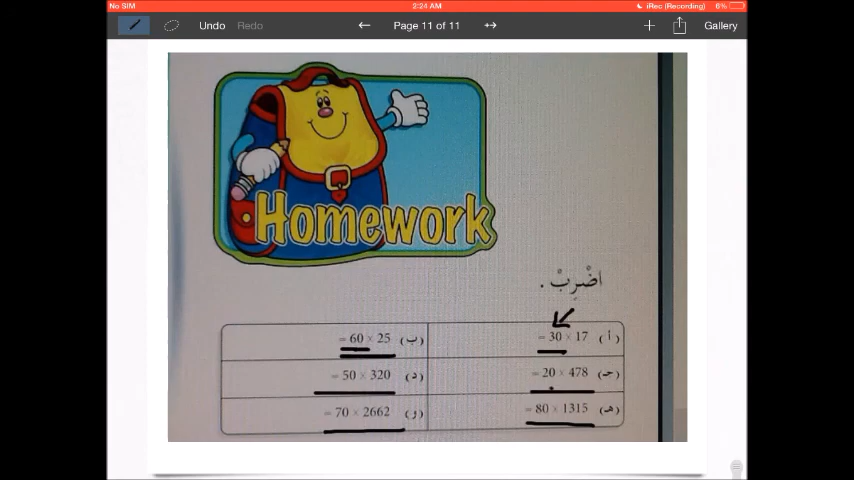 No SIM 2:24 AM iRec (Recording) 6%
Undo Redo Page 11 of 11 Gallery
Homework
اضْرِبْ .
(أ) 17 × 30 =
(ب) 25 × 60 =
(جـ) 478 × 20 =
(د) 320 × 50 =
(هـ) 1315 × 80 =
(و) 2662 × 70 =